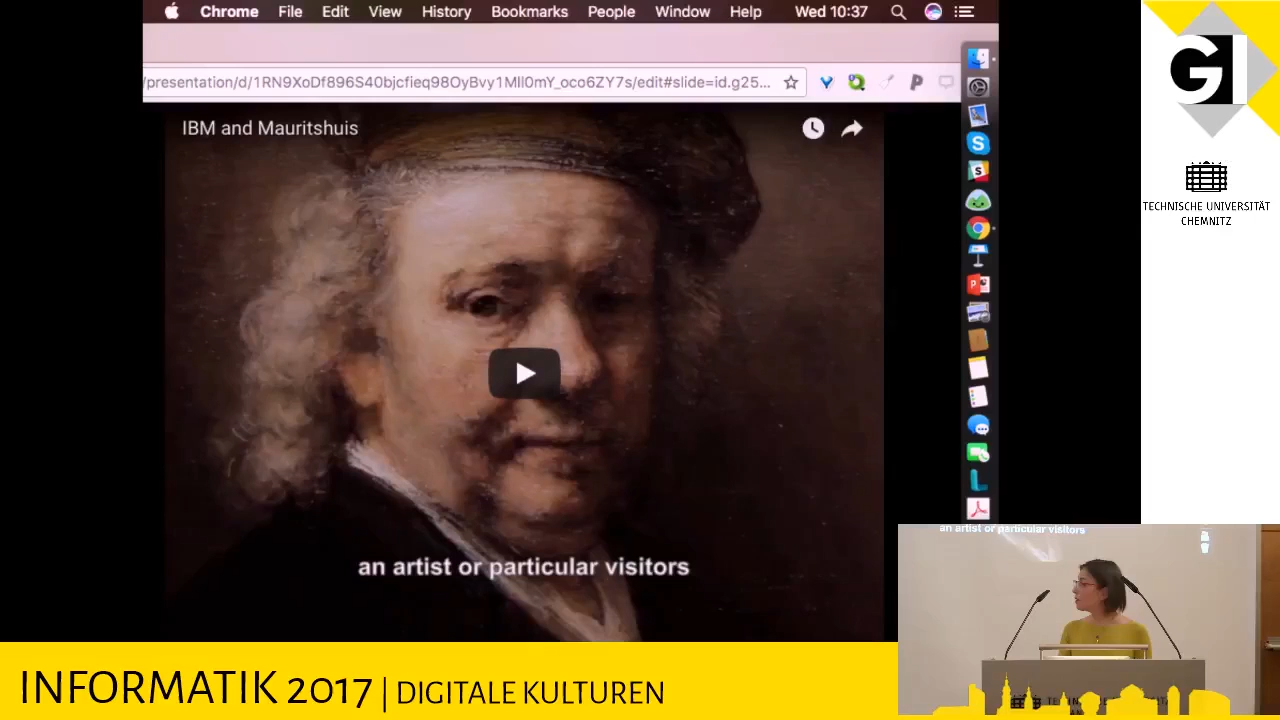 Chrome File Edit View History Bookmarks People Window Help Wed 10:37
/presentation/d/1RN9XoDf896S40bjcfieq98OyBvy1MIl0mY_oco6ZY7s/edit#slide=id.g25...
IBM and Mauritshuis
an artist or particular visitors
GI
TECHNISCHE UNIVERSITÄT
CHEMNITZ
an artist or particular visitors
INFORMATIK 2017 | DIGITALE KULTUREN